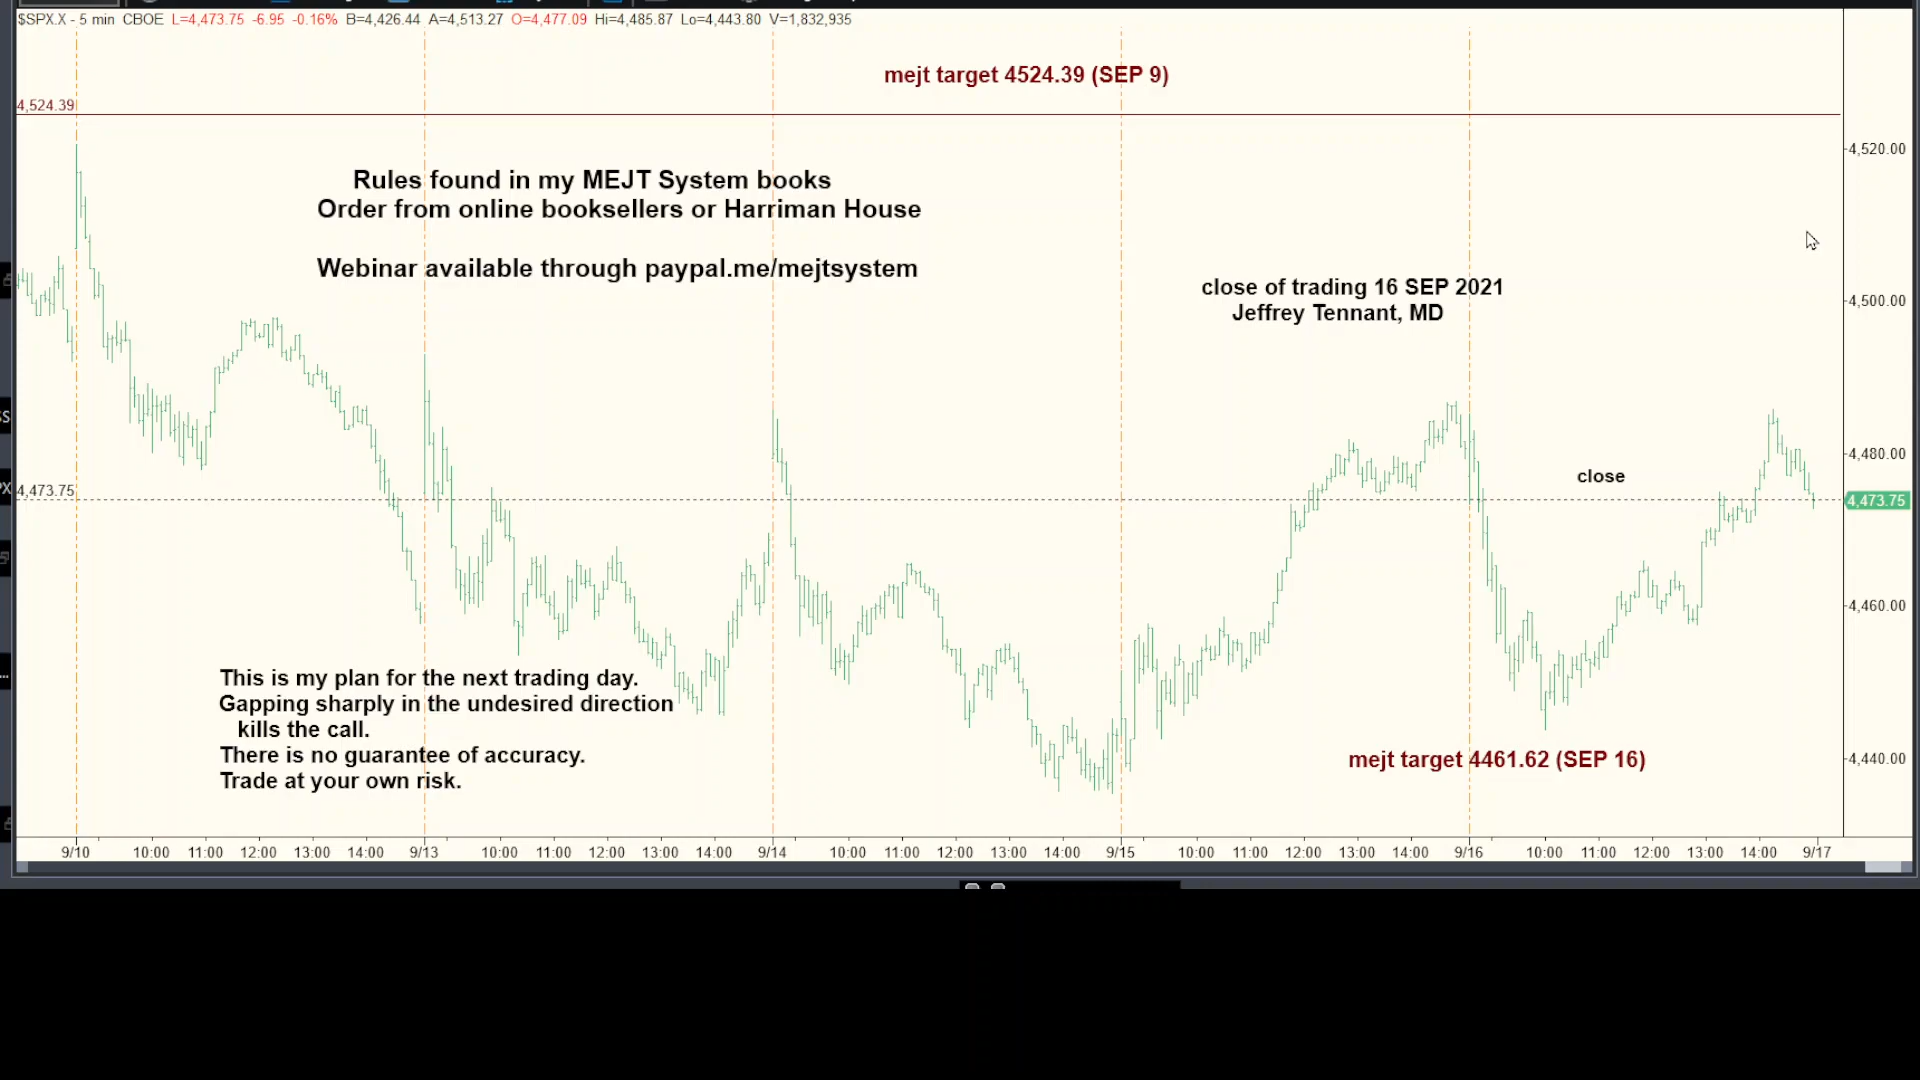 $SPX.X - 5 min CBOE L=4,473.75 -6.95 -0.16% B=4,426.44 A=4,513.27 O=4,477.09 Hi=4,485.87 Lo=4,443.80 V=1,832,935
mejt target 4524.39 (SEP 9)
4,524.39
4,520.00
Rules found in my MEJT System books
Order from online booksellers or Harriman House
Webinar available through paypal.me/mejtsystem
close of trading 16 SEP 2021
Jeffrey Tennant, MD
4,500.00
4,480.00
close
4,473.75
4,473.75
4,460.00
This is my plan for the next trading day.
Gapping sharply in the undesired direction
kills the call.
There is no guarantee of accuracy.
Trade at your own risk.
mejt target 4461.62 (SEP 16)
4,440.00
9/10 10:00 11:00 12:00 13:00 14:00 9/13 10:00 11:00 12:00 13:00 14:00 9/14 10:00 11:00 12:00 13:00 14:00 9/15 10:00 11:00 12:00 13:00 14:00 9/16 10:00 11:00 12:00 13:00 14:00 9/17